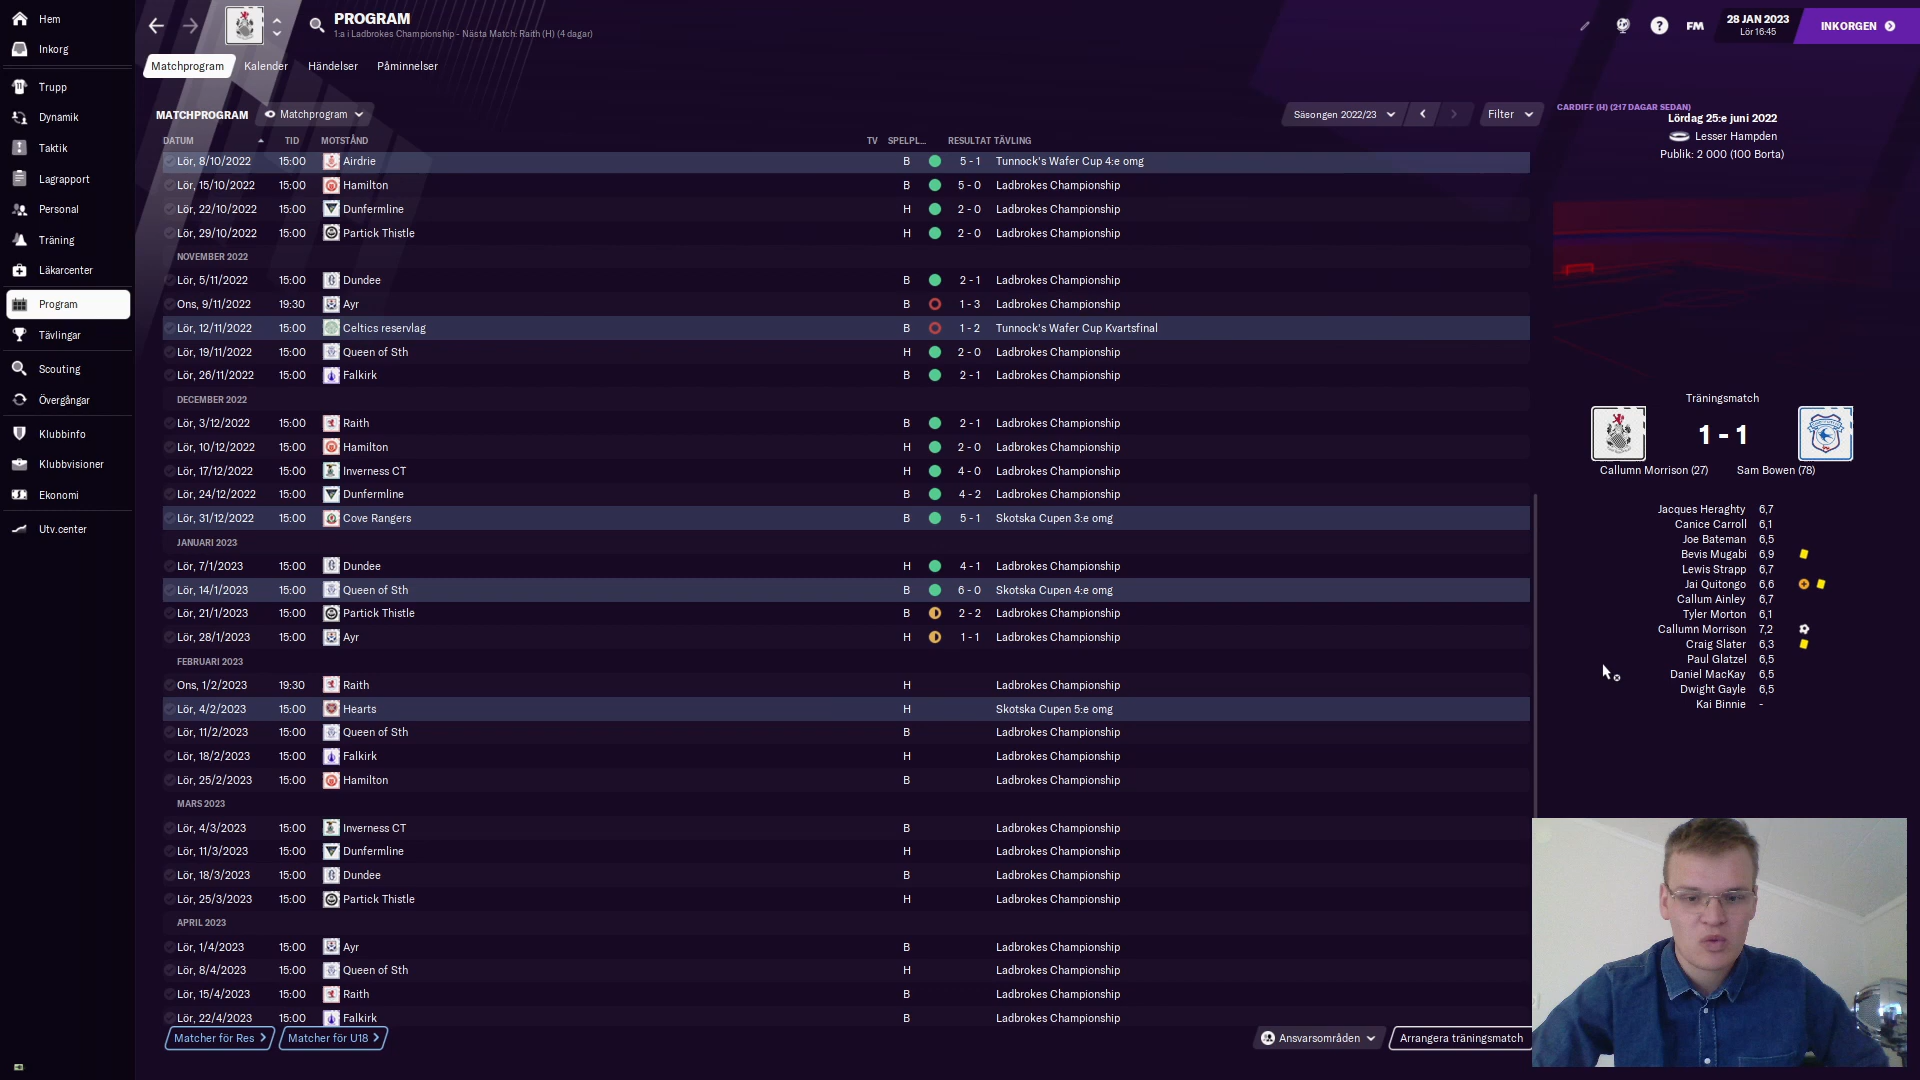 Hem
Inkorg
Trupp
Dynamik
Taktik
Lagrapport
Personal
Träning
Läkarcenter
Program
Tävlingar
Scouting
Övergångar
Klubbinfo
Klubbvisioner
Ekonomi
Utv.center
PROGRAM
1:a i Ladbrokes Championship - Nästa Match: Raith (H) (4 dagar)
FM
28 JAN 2023
Lör 16:45
INKORGEN
Matchprogram Kalender Händelser Påminnelser
MATCHPROGRAM Matchprogram Säsongen 2022/23 Filter
DATUM TID MOTSTÅND TV SPELPL... RESULTAT TÄVLING
Lör, 8/10/2022 15:00 Airdrie B 5 - 1 Tunnock's Wafer Cup 4:e omg
Lör, 15/10/2022 15:00 Hamilton B 5 - 0 Ladbrokes Championship
Lör, 22/10/2022 15:00 Dunfermline H 2 - 0 Ladbrokes Championship
Lör, 29/10/2022 15:00 Partick Thistle H 2 - 0 Ladbrokes Championship
NOVEMBER 2022
Lör, 5/11/2022 15:00 Dundee B 2 - 1 Ladbrokes Championship
Ons, 9/11/2022 19:30 Ayr B 1 - 3 Ladbrokes Championship
Lör, 12/11/2022 15:00 Celtics reservlag B 1 - 2 Tunnock's Wafer Cup Kvartsfinal
Lör, 19/11/2022 15:00 Queen of Sth H 2 - 0 Ladbrokes Championship
Lör, 26/11/2022 15:00 Falkirk B 2 - 1 Ladbrokes Championship
DECEMBER 2022
Lör, 3/12/2022 15:00 Raith B 2 - 1 Ladbrokes Championship
Lör, 10/12/2022 15:00 Hamilton H 2 - 0 Ladbrokes Championship
Lör, 17/12/2022 15:00 Inverness CT H 4 - 0 Ladbrokes Championship
Lör, 24/12/2022 15:00 Dunfermline B 4 - 2 Ladbrokes Championship
Lör, 31/12/2022 15:00 Cove Rangers B 5 - 1 Skotska Cupen 3:e omg
JANUARI 2023
Lör, 7/1/2023 15:00 Dundee H 4 - 1 Ladbrokes Championship
Lör, 14/1/2023 15:00 Queen of Sth B 6 - 0 Skotska Cupen 4:e omg
Lör, 21/1/2023 15:00 Partick Thistle B 2 - 2 Ladbrokes Championship
Lör, 28/1/2023 15:00 Ayr H 1 - 1 Ladbrokes Championship
FEBRUARI 2023
Ons, 1/2/2023 19:30 Raith H Ladbrokes Championship
Lör, 4/2/2023 15:00 Hearts H Skotska Cupen 5:e omg
Lör, 11/2/2023 15:00 Queen of Sth B Ladbrokes Championship
Lör, 18/2/2023 15:00 Falkirk H Ladbrokes Championship
Lör, 25/2/2023 15:00 Hamilton B Ladbrokes Championship
MARS 2023
Lör, 4/3/2023 15:00 Inverness CT B Ladbrokes Championship
Lör, 11/3/2023 15:00 Dunfermline H Ladbrokes Championship
Lör, 18/3/2023 15:00 Dundee B Ladbrokes Championship
Lör, 25/3/2023 15:00 Partick Thistle H Ladbrokes Championship
APRIL 2023
Lör, 1/4/2023 15:00 Ayr B Ladbrokes Championship
Lör, 8/4/2023 15:00 Queen of Sth H Ladbrokes Championship
Lör, 15/4/2023 15:00 Raith B Ladbrokes Championship
Lör, 22/4/2023 15:00 Falkirk B Ladbrokes Championship
Matcher för Res Matcher för U18 Ansvarsområden Arrangera träningsmatch
CARDIFF (H) (217 DAGAR SEDAN)
Lördag 25:e juni 2022
Lesser Hampden
Publik: 2 000 (100 Borta)
Träningsmatch
1 - 1
Callumn Morrison (27) Sam Bowen (78)
Jacques Heraghty 6,7
Canice Carroll 6,1
Joe Bateman 6,5
Bevis Mugabi 6,9
Lewis Strapp 6,7
Jai Quitongo 6,6
Callum Ainley 6,7
Tyler Morton 6,1
Callumn Morrison 7,2
Craig Slater 6,3
Paul Glatzel 6,5
Daniel MacKay 6,5
Dwight Gayle 6,5
Kai Binnie -